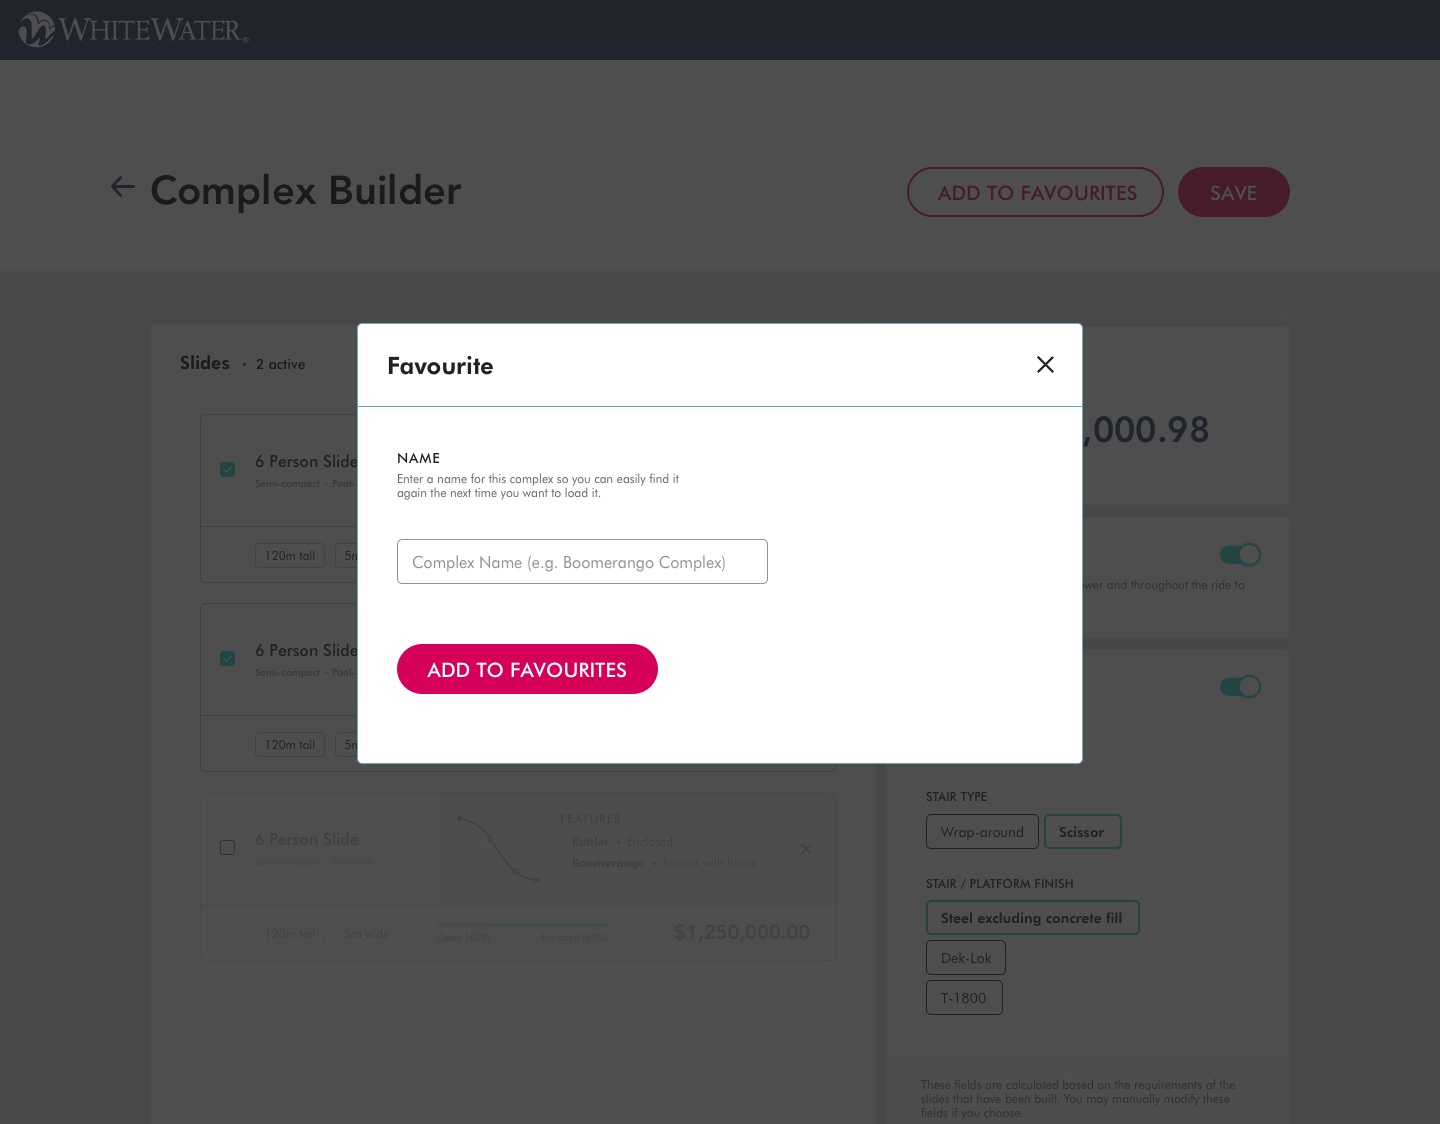 WHITEWATER®
Complex Builder
ADD TO FAVOURITES
SAVE
Slides • 2 active
6 Person Slide
Semi-compact • Pool-
120m tall
5m
6 Person Slide
Semi-compact • Pool-
120m tall
5m
6 Person Slide
Semi-compact • Pool-entry
FEATURES
Rattler • Enclosed
Boomerango • Runout with hump
120m tall
5m wide
Open (40%)
Enclosed (60%)
$1,250,000.00
Favourite
NAME
Enter a name for this complex so you can easily find it
again the next time you want to load it.
Complex Name (e.g. Boomerango Complex)
ADD TO FAVOURITES
,000.98
wer and throughout the ride to
STAIR TYPE
Wrap-around
Scissor
STAIR / PLATFORM FINISH
Steel excluding concrete fill
Dek-Lok
T-1800
These fields are calculated based on the requirements of the
slides that have been built. You may manually modify these
fields if you choose.